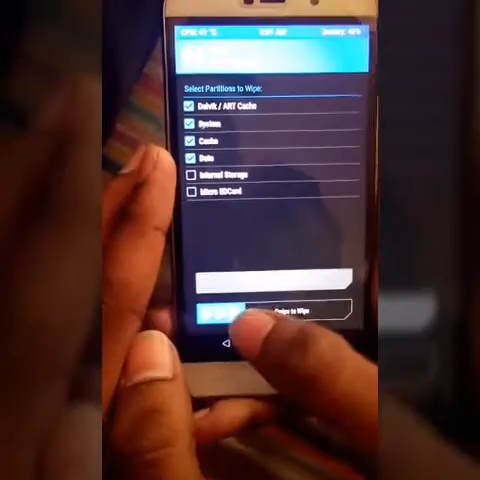 Select Partitions to Wipe:
Dalvik / ART Cache
System
Cache
Data
Internal Storage
Micro SDCard
Swipe to Wipe